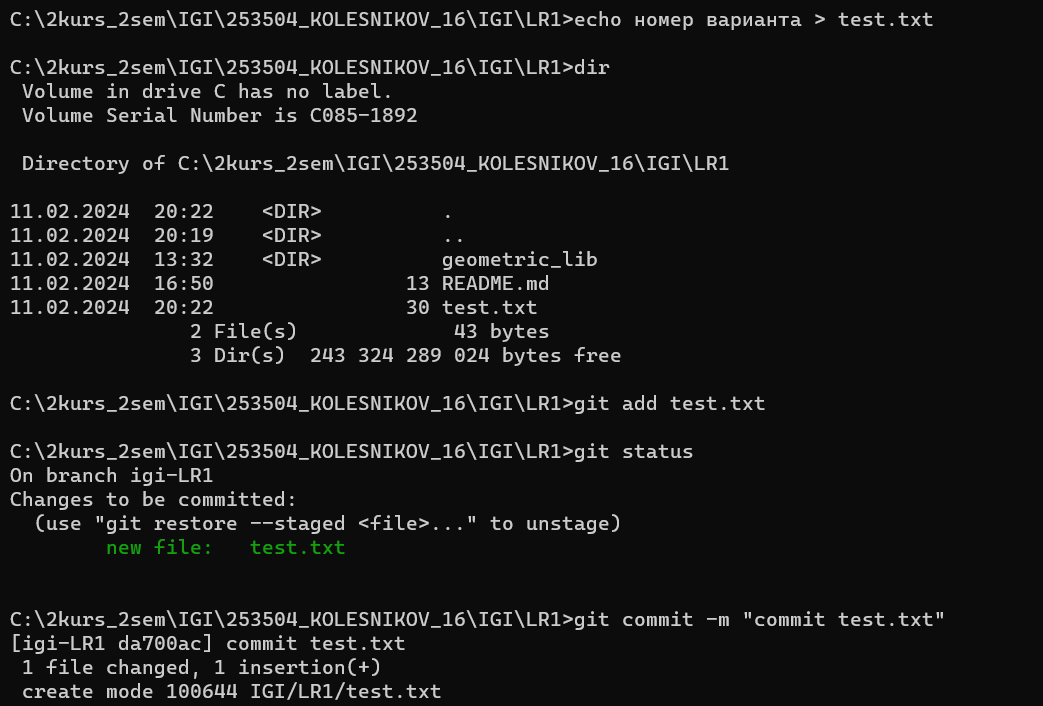 C:\2kurs_2sem\IGI\253504_KOLESNIKOV_16\IGI\LR1>echo номер варианта > test.txt
C:\2kurs_2sem\IGI\253504_KOLESNIKOV_16\IGI\LR1>dir
Volume in drive C has no label.
Volume Serial Number is C085-1892
Directory of C:\2kurs_2sem\IGI\253504_KOLESNIKOV_16\IGI\LR1
11.02.2024  20:22    <DIR>          .
11.02.2024  20:19    <DIR>          ..
11.02.2024  13:32    <DIR>          geometric_lib
11.02.2024  16:50                13 README.md
11.02.2024  20:22                30 test.txt
2 File(s)             43 bytes
3 Dir(s)  243 324 289 024 bytes free
C:\2kurs_2sem\IGI\253504_KOLESNIKOV_16\IGI\LR1>git add test.txt
C:\2kurs_2sem\IGI\253504_KOLESNIKOV_16\IGI\LR1>git status
On branch igi-LR1
Changes to be committed:
(use "git restore --staged <file>..." to unstage)
new file:   test.txt
C:\2kurs_2sem\IGI\253504_KOLESNIKOV_16\IGI\LR1>git commit -m "commit test.txt"
[igi-LR1 da700ac] commit test.txt
1 file changed, 1 insertion(+)
create mode 100644 IGI/LR1/test.txt